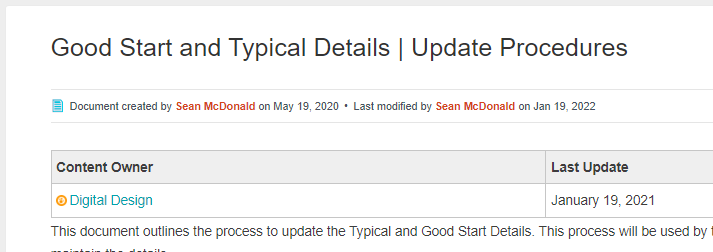 Good Start and Typical Details | Update Procedures
Document created by Sean McDonald on May 19, 2020 • Last modified by Sean McDonald on Jan 19, 2022
Content Owner Last Update
Digital Design January 19, 2021
This document outlines the process to update the Typical and Good Start Details. This process will be used by
maintain the details